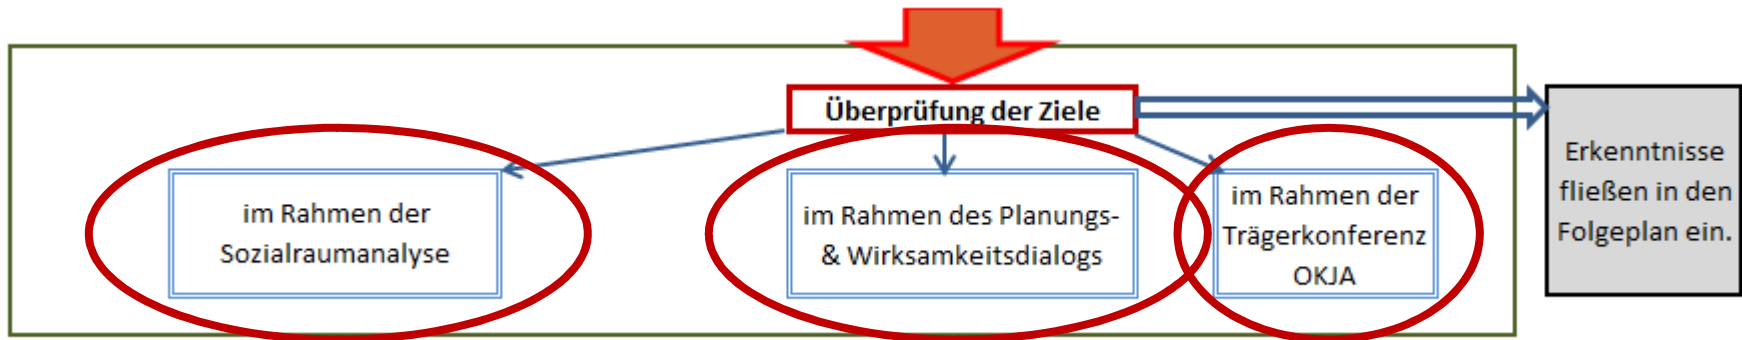 Überprüfung der Ziele
im Rahmen der
Sozialraumanalyse
im Rahmen des Planungs-
& Wirksamkeitsdialogs
im Rahmen der
Trägerkonferenz
OKJA
Erkenntnisse
fließen in den
Folgeplan ein.